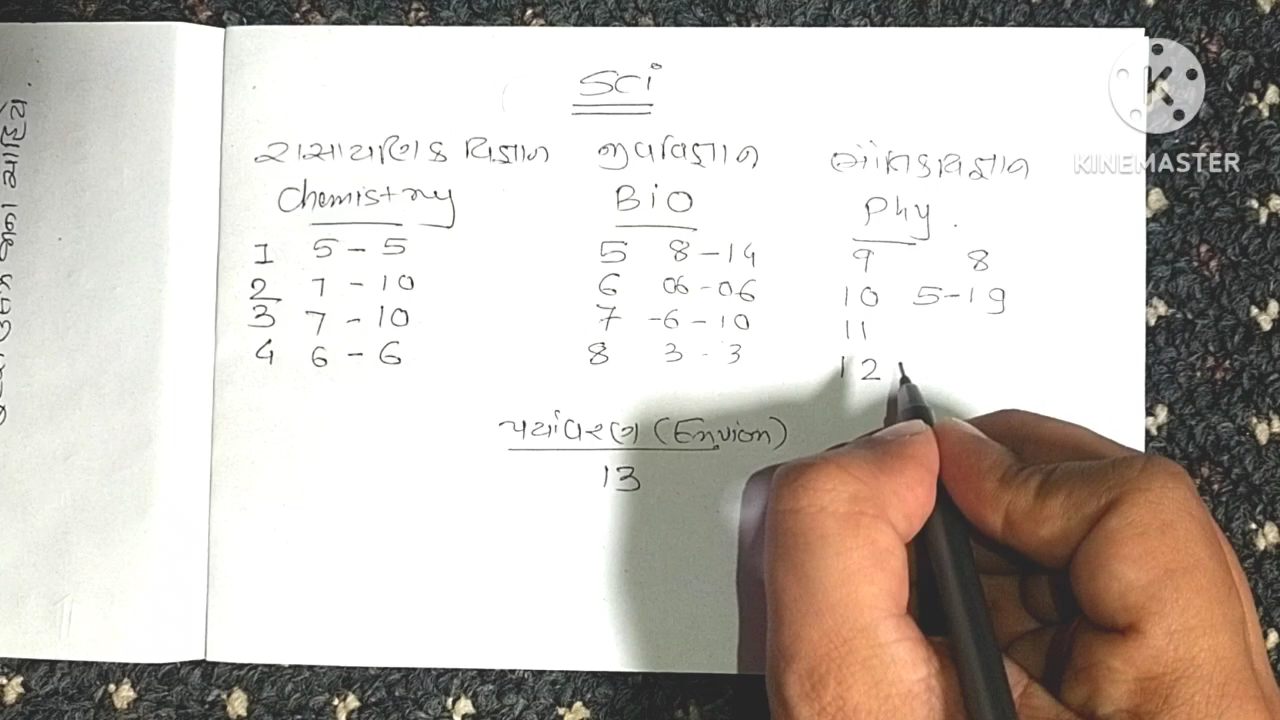 Sci
રાસાયણિક વિજ્ઞાન
Chemistry
1 5 - 5
2 7 - 10
3 7 - 10
4 6 - 6
જીવવિજ્ઞાન
BiO
5 8 - 14
6 06 - 06
7 -6 - 10
8 3 - 3
ભૌતિકવિજ્ઞાન
Phy.
9 8
10 5 - 19
11
12
પર્યાવરણ (Envion)
13
KINEMASTER